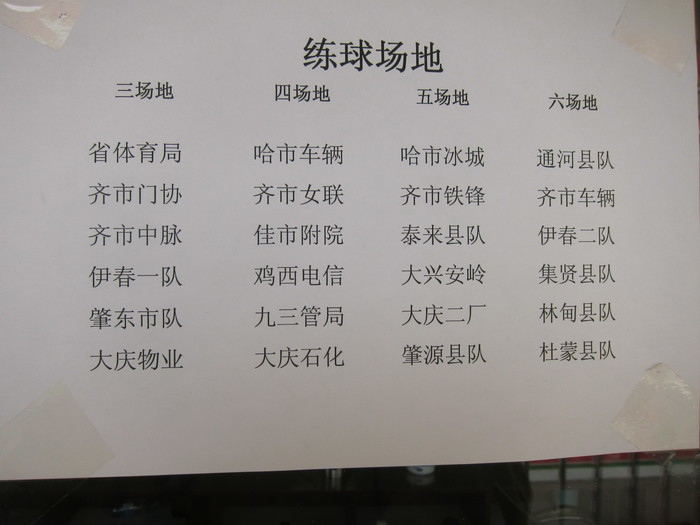 练球场地
三场地 四场地 五场地 六场地
省体育局 哈市车辆 哈市冰城 通河县队
齐市门协 齐市女联 齐市铁锋 齐市车辆
齐市中脉 佳市附院 泰来县队 伊春二队
伊春一队 鸡西电信 大兴安岭 集贤县队
肇东市队 九三管局 大庆二厂 林甸县队
大庆物业 大庆石化 肇源县队 杜蒙县队